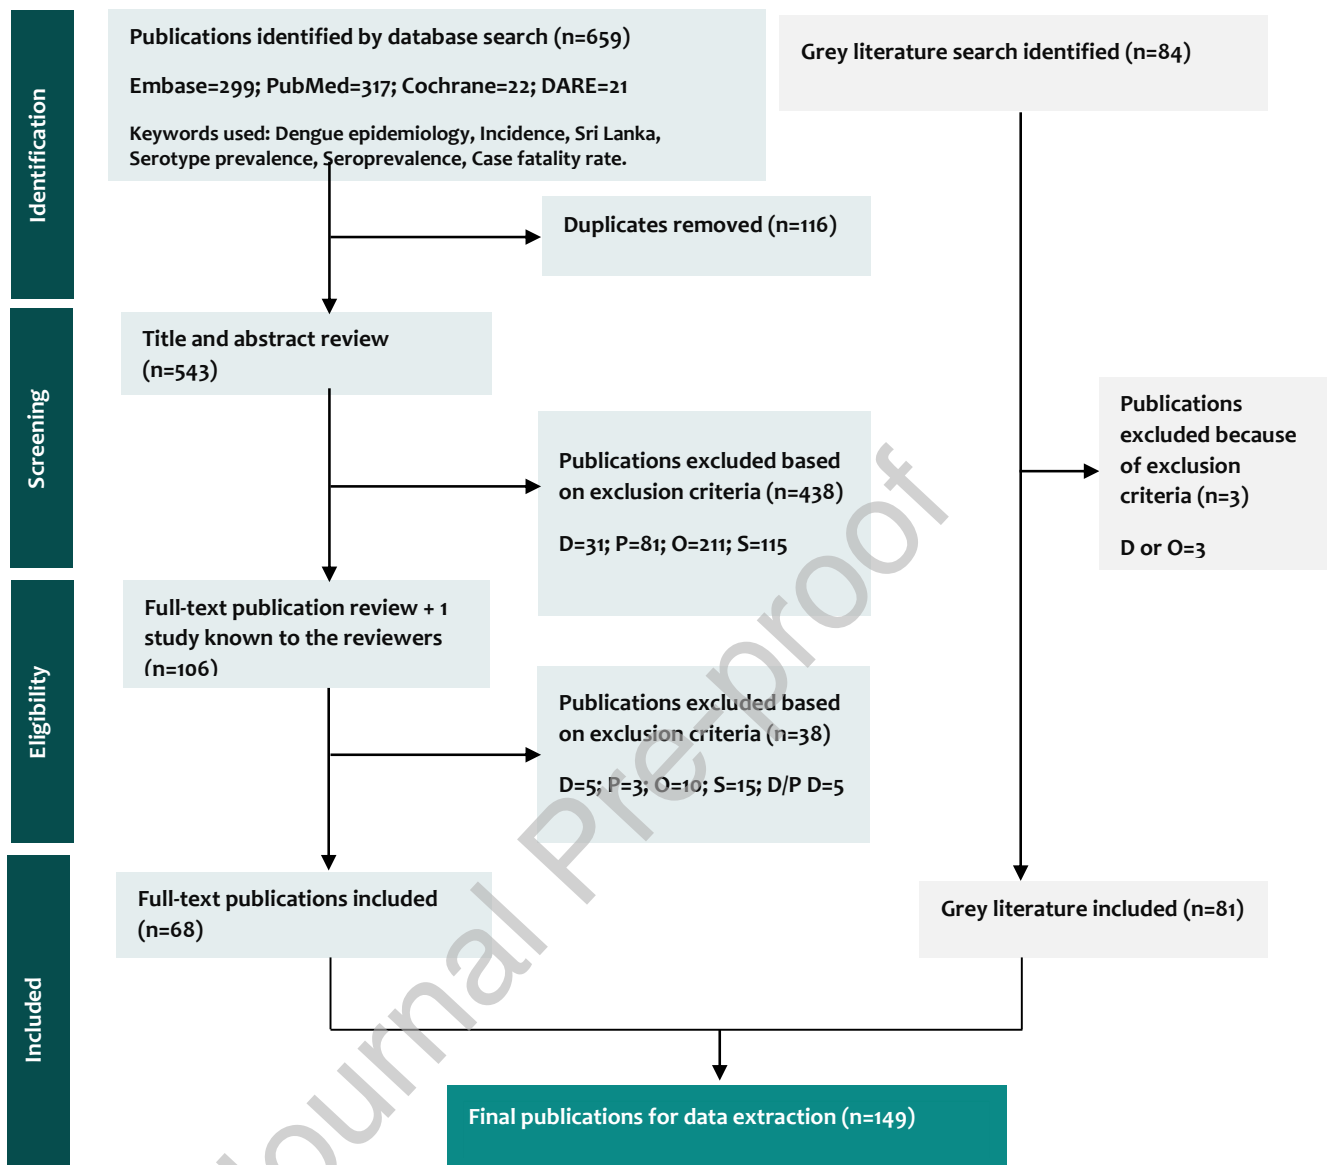 Identification
Publications identified by database search (n=659)
Embase=299; PubMed=317; Cochrane=22; DARE=21
Keywords used: Dengue epidemiology, Incidence, Sri Lanka,
Serotype prevalence, Seroprevalence, Case fatality rate.
Grey literature search identified (n=84)
Duplicates removed (n=116)
Screening
Title and abstract review
(n=543)
Publications excluded based
on exclusion criteria (n=438)
D=31; P=81; O=211; S=115
Publications
excluded because
of exclusion
criteria (n=3)
D or O=3
Eligibility
Full-text publication review + 1
study known to the reviewers
(n=106)
Publications excluded based
on exclusion criteria (n=38)
D=5; P=3; O=10; S=15; D/P D=5
Included
Full-text publications included
(n=68)
Grey literature included (n=81)
Final publications for data extraction (n=149)
Journal Pre-proof